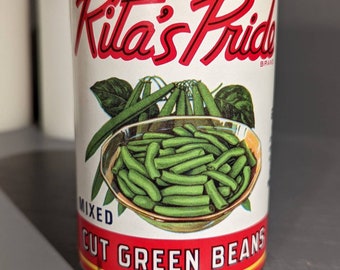 Rita's Pride
BRAND
MIXED
CUT GREEN BEANS